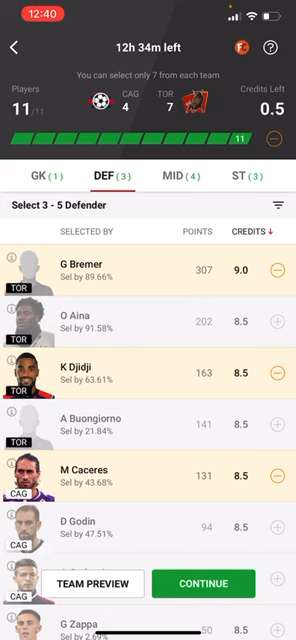 12:40
12h 34m left
FC
?
You can select only 7 from each team
Players
11/11
CAG
4
TOR
7
Credits Left
0.5
11
GK (1)
DEF (3)
MID (4)
ST (3)
Select 3 - 5 Defender
SELECTED BY
POINTS
CREDITS
G Bremer
Sel by 89.66%
307
9.0
TOR
O Aina
Sel by 91.58%
202
8.5
TOR
K Djidji
Sel by 63.61%
163
8.5
TOR
A Buongiorno
Sel by 21.84%
141
8.5
TOR
M Caceres
Sel by 43.68%
131
8.5
CAG
D Godin
Sel by 47.51%
94
8.5
CAG
8.5
CAG
TEAM PREVIEW
CONTINUE
G Zappa
Sel by 2.69%
50
8.5